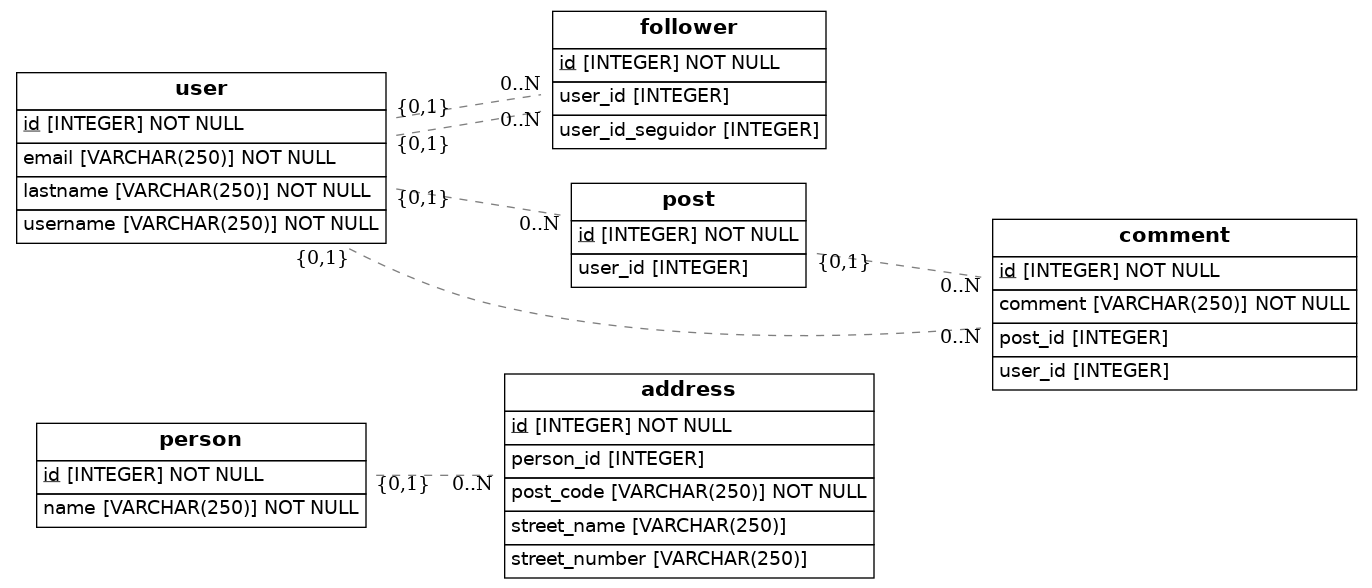 user
id [INTEGER] NOT NULL
email [VARCHAR(250)] NOT NULL
lastname [VARCHAR(250)] NOT NULL
username [VARCHAR(250)] NOT NULL
{0,1}
0..N
{0,1}
0..N
follower
id [INTEGER] NOT NULL
user_id [INTEGER]
user_id_seguidor [INTEGER]
{0,1}
0..N
post
id [INTEGER] NOT NULL
user_id [INTEGER]
{0,1}
0..N
{0,1}
0..N
comment
id [INTEGER] NOT NULL
comment [VARCHAR(250)] NOT NULL
post_id [INTEGER]
user_id [INTEGER]
person
id [INTEGER] NOT NULL
name [VARCHAR(250)] NOT NULL
{0,1}
0..N
address
id [INTEGER] NOT NULL
person_id [INTEGER]
post_code [VARCHAR(250)] NOT NULL
street_name [VARCHAR(250)]
street_number [VARCHAR(250)]